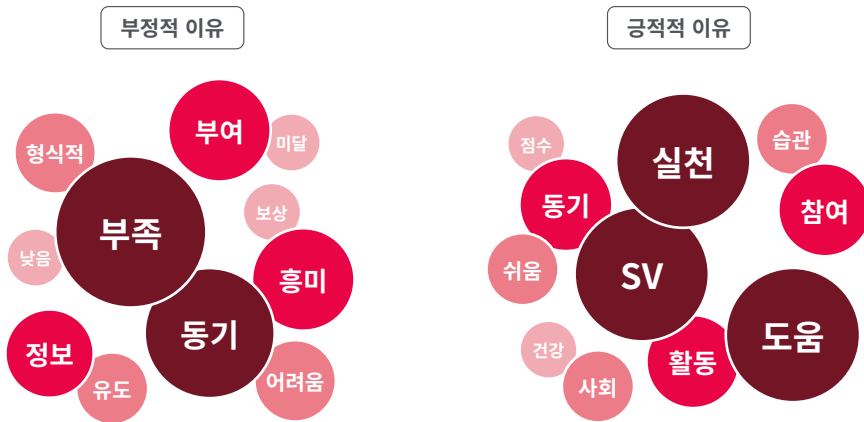 부정적 이유
부여
미달
형식적
보상
부족
낮음
흥미
동기
정보
유도
어려움
긍적적 이유
점수
실천
습관
동기
참여
쉬움
SV
도움
건강
활동
사회